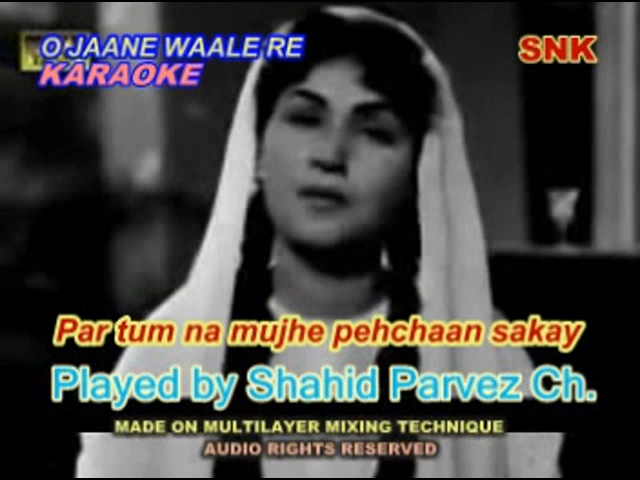 O JAANE WAALE RE
SNK
KARAOKE
Par tum na mujhe pehchaan sakay
Played by Shahid Parvez Ch.
MADE ON MULTILAYER MIXING TECHNIQUE
AUDIO RIGHTS RESERVED